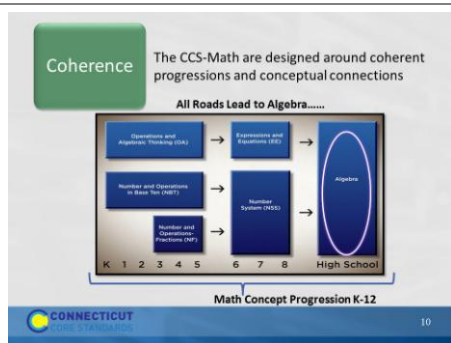 Coherence
The CCS-Math are designed around coherent
progressions and conceptual connections
All Roads Lead to Algebra……
Operations and
Algebraic Thinking (OA)
→
Expressions and
Equations (EE)
→
Algebra
Number and Operations
in Base Ten (NBT)
→
Number
System (NSS)
→
Number and
Operations-
Fractions (NF)
→
K 1 2 3 4 5 6 7 8 High School
Math Concept Progression K-12
CONNECTICUT
CORE STANDARDS
10